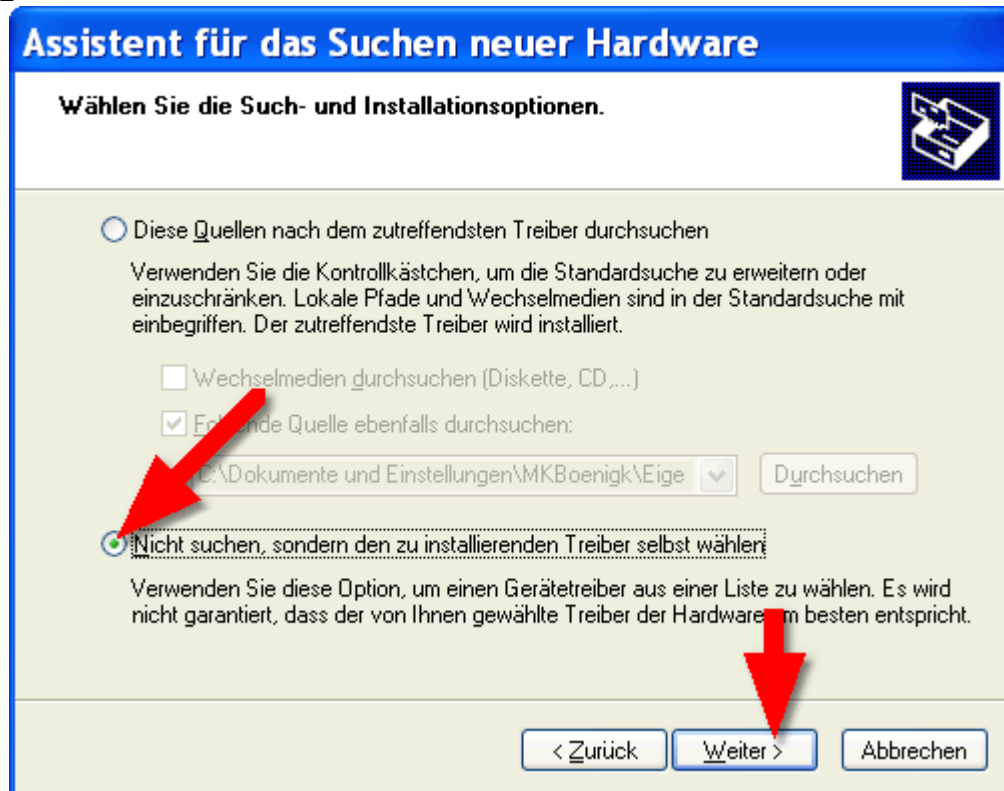 Assistent für das Suchen neuer Hardware
Wählen Sie die Such- und Installationsoptionen.
Diese Quellen nach dem zutreffendsten Treiber durchsuchen
Verwenden Sie die Kontrollkästchen, um die Standardsuche zu erweitern oder
einzuschränken. Lokale Pfade und Wechselmedien sind in der Standardsuche mit
einbegriffen. Der zutreffendste Treiber wird installiert.
Wechselmedien durchsuchen (Diskette, CD,...)
Folgende Quelle ebenfalls durchsuchen:
C:\Dokumente und Einstellungen\MKBoenigk\Eige
Durchsuchen
Nicht suchen, sondern den zu installierenden Treiber selbst wählen
Verwenden Sie diese Option, um einen Gerätetreiber aus einer Liste zu wählen. Es wird
nicht garantiert, dass der von Ihnen gewählte Treiber der Hardware am besten entspricht.
< Zurück
Weiter >
Abbrechen